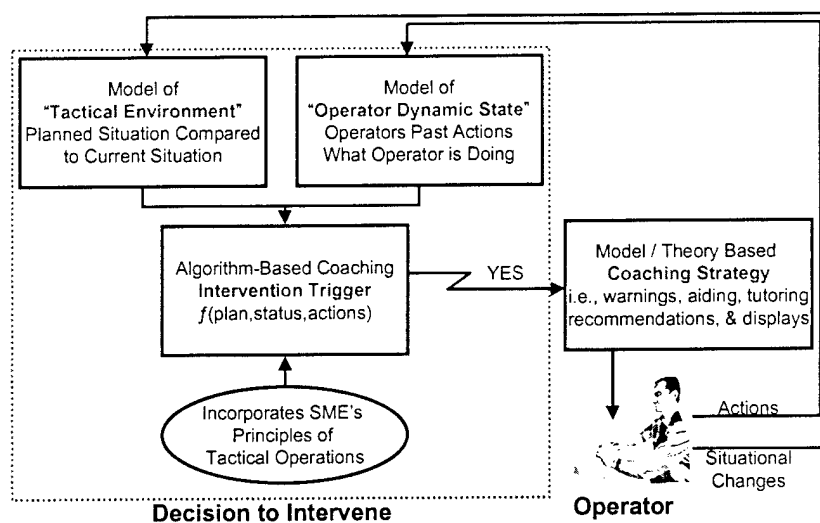 Model of
"Tactical Environment"
Planned Situation Compared
to Current Situation
Model of
"Operator Dynamic State"
Operators Past Actions
What Operator is Doing
Algorithm-Based Coaching
Intervention Trigger
f(plan,status,actions)
YES
Model / Theory Based
Coaching Strategy
i.e., warnings, aiding, tutoring
recommendations, & displays
Incorporates SME's
Principles of
Tactical Operations
Actions
Situational
Changes
Decision to Intervene
Operator